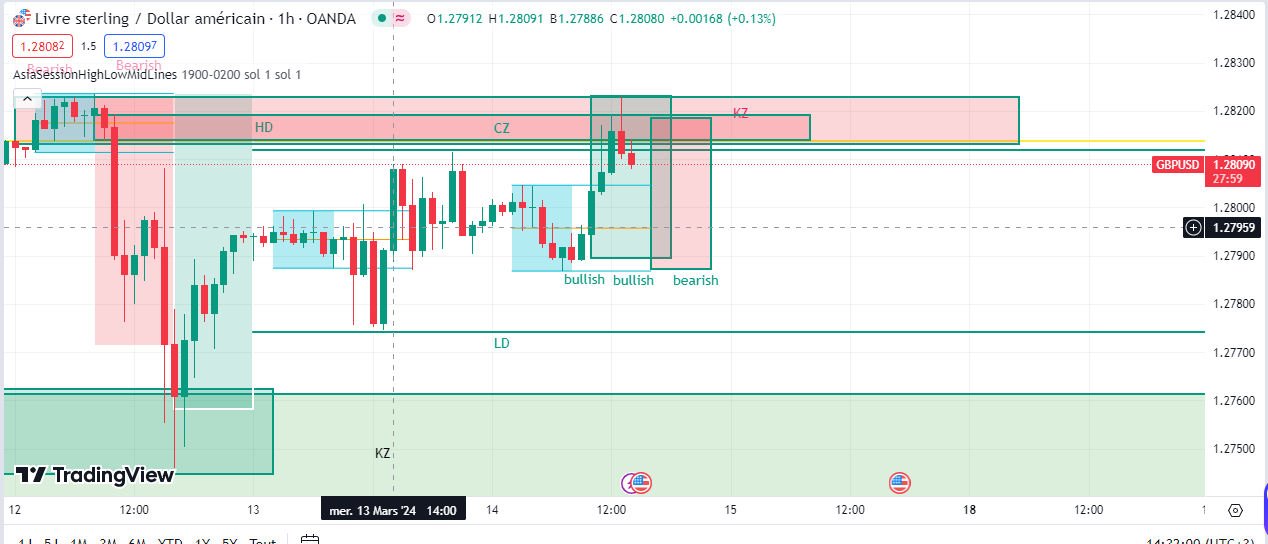 Livre sterling / Dollar américain · 1h · OANDA O1.27912 H1.28091 B1.27886 C1.28080 +0.00168 (+0.13%)
1.28082 1.5 1.28097
Bearish Bearish
AsiaSessionHighLowMidLines 1900-0200 sol 1 sol 1
1.28400
1.28300
1.28200
KZ
HD CZ
GBPUSD 1.28090
27:59
1.28000
1.27959
1.27900
bullish bullish bearish
1.27800
LD
1.27700
1.27600
KZ
1.27500
TradingView
12 12:00 13 mer. 13 Mars '24 14:00 14 12:00 15 12:00 18 12:00
1J 5J 1M 3M 6M YTD 1Y 5Y Tout